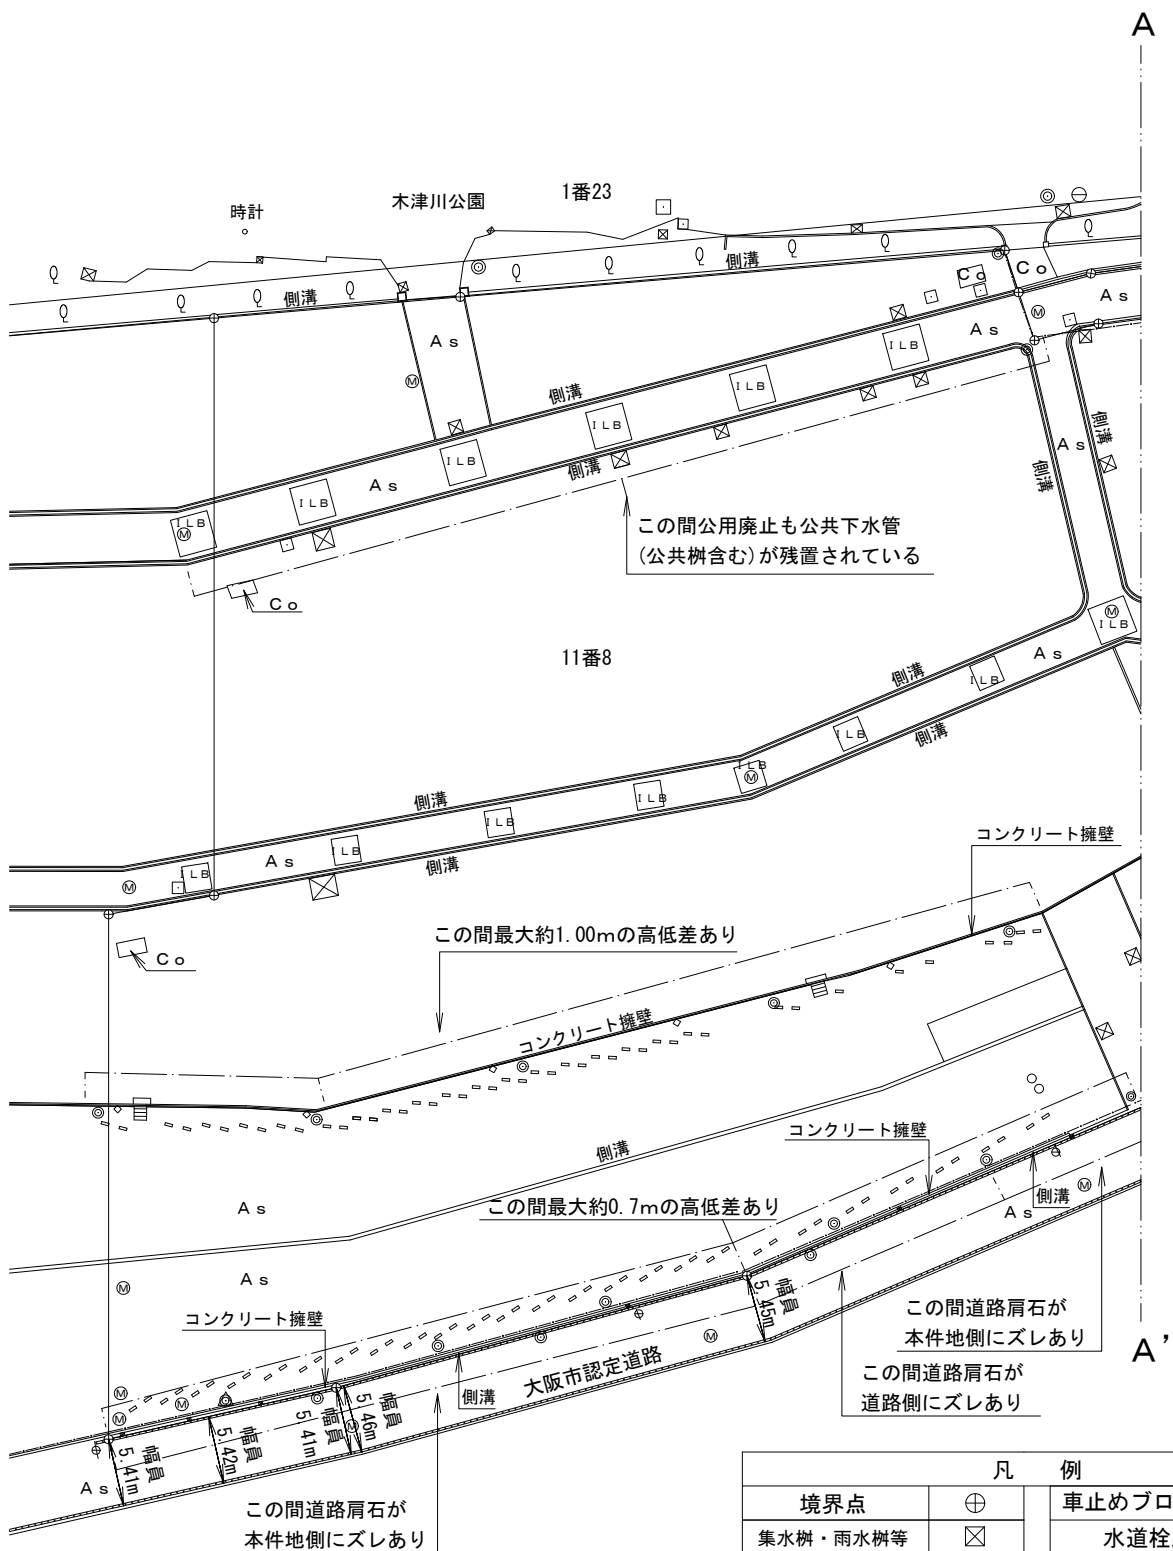 A
1番23
木津川公園
時計
側溝
側溝
Co
Co
As
As
As
ILB
ILB
側溝
ILB
ILB
側溝
As
側溝
側溝
As
ILB
ILB
この間公用廃止も公共下水管
(公共桝含む)が残置されている
Co
ILB
11番8
As
側溝
ILB
側溝
ILB
ILB
ILB
側溝
ILB
コンクリート擁壁
ILB
As
側溝
ILB
この間最大約1.00mの高低差あり
Co
コンクリート擁壁
コンクリート擁壁
側溝
側溝
この間最大約0.7mの高低差あり
As
As
As
幅員
5.45m
この間道路肩石が
本件地側にズレあり
コンクリート擁壁
A'
大阪市認定道路
この間道路肩石が
道路側にズレあり
側溝
幅員
5.46m
幅員
5.41m
幅員
5.42m
幅員
5.41m
As
この間道路肩石が
本件地側にズレあり
凡 例
境界点 車止めブロ
集水桝・雨水桝等 水道栓